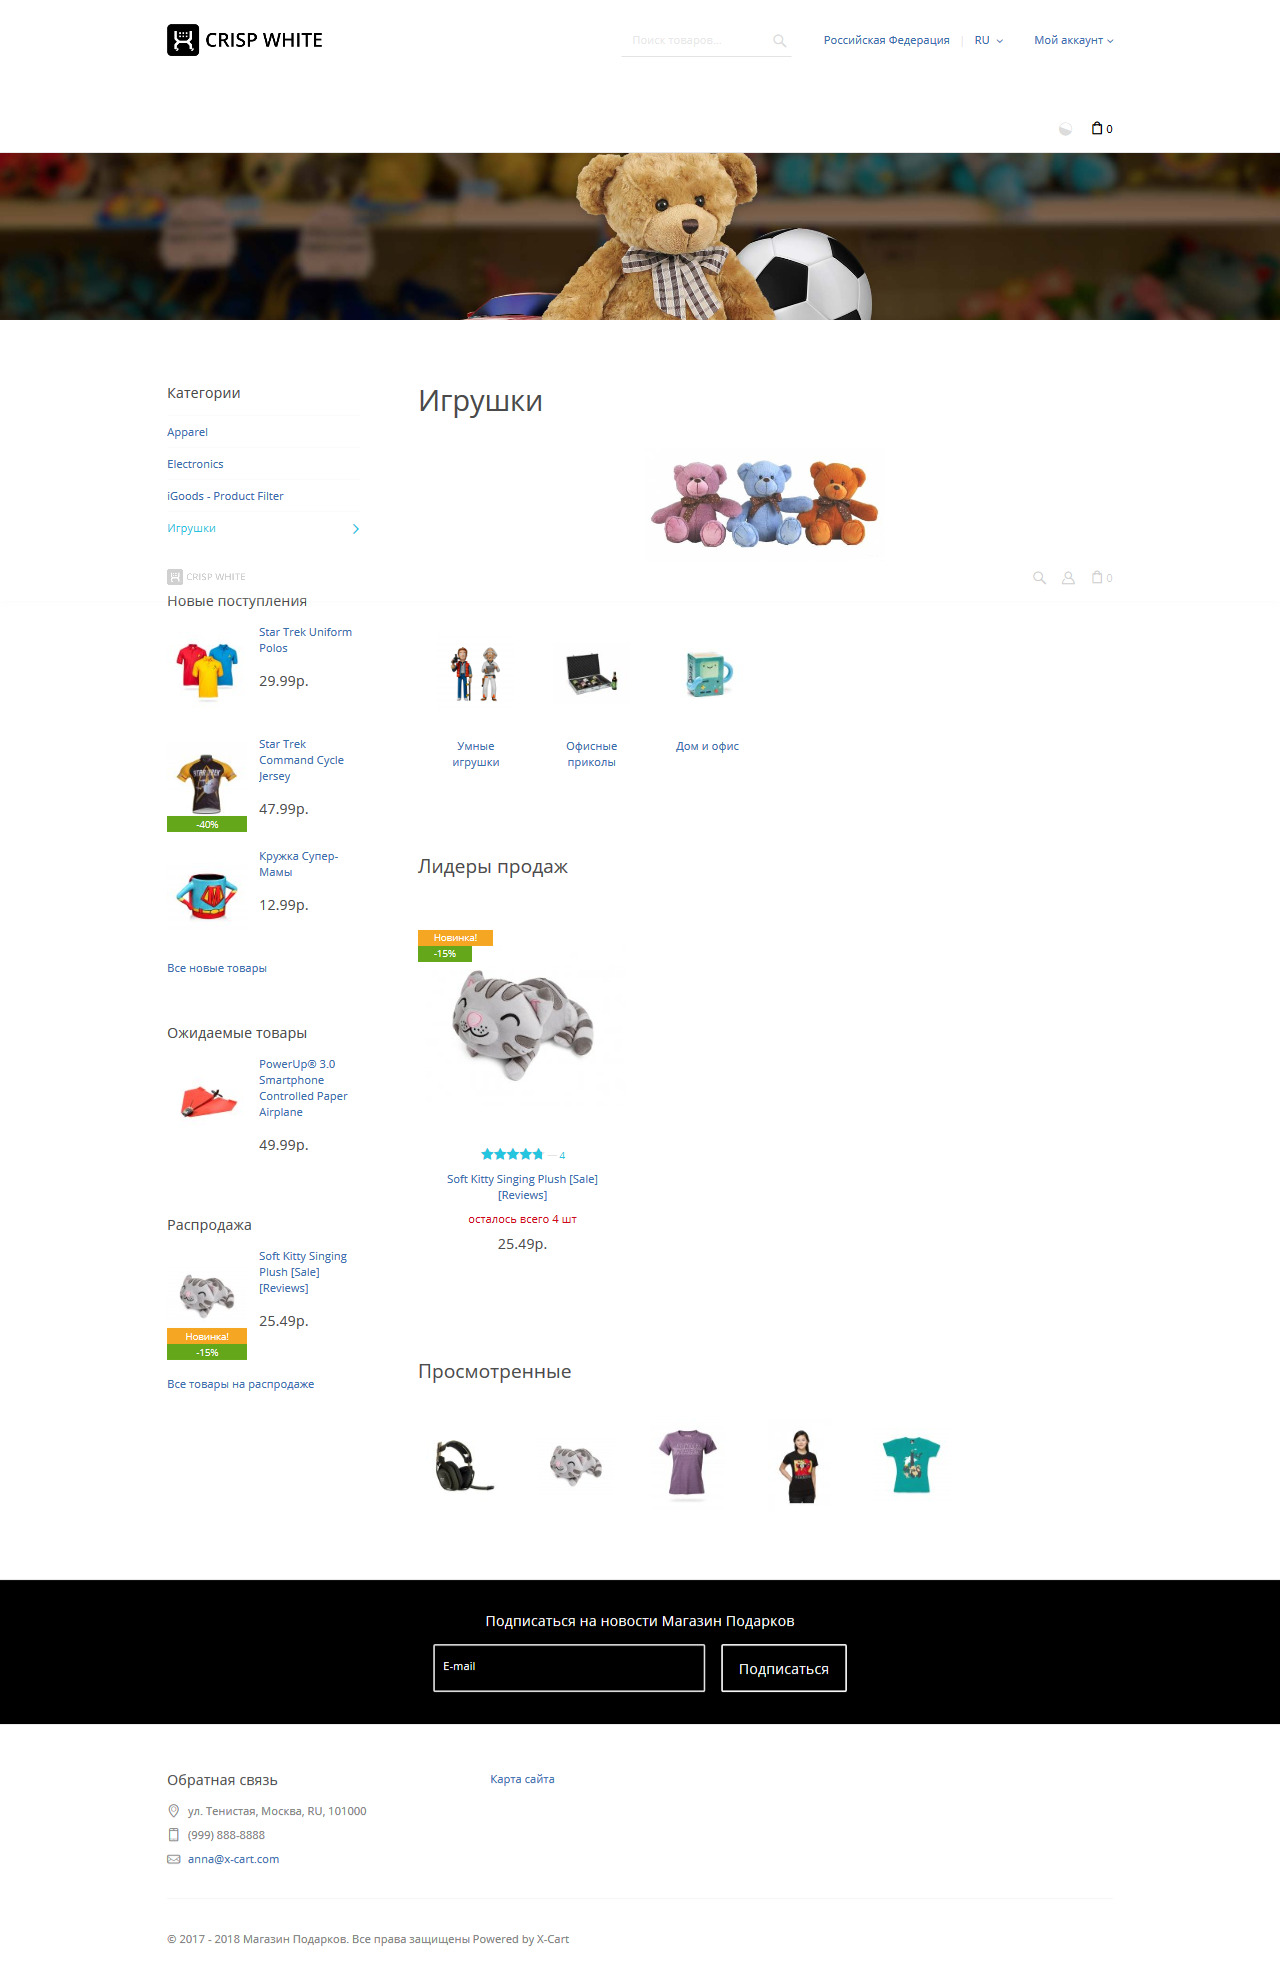 CRISP WHITE
Поиск товаров...
Российская Федерация | RU
Мой аккаунт
0
Категории
Apparel
Electronics
iGoods - Product Filter
Игрушки
Игрушки
CRISP WHITE
0
Новые поступления
Star Trek Uniform
Polos
29.99р.
Star Trek
Command Cycle
Jersey
47.99р.
-40%
Кружка Супер-
Мамы
12.99р.
Все новые товары
Ожидаемые товары
PowerUp® 3.0
Smartphone
Controlled Paper
Airplane
49.99р.
Распродажа
Soft Kitty Singing
Plush [Sale]
[Reviews]
25.49р.
Новинка!
-15%
Все товары на распродаже
Умные
игрушки
Офисные
приколы
Дом и офис
Лидеры продаж
Новинка!
-15%
— 4
Soft Kitty Singing Plush [Sale]
[Reviews]
осталось всего 4 шт
25.49р.
Просмотренные
Подписаться на новости Магазин Подарков
E-mail
Подписаться
Обратная связь
ул. Тенистая, Москва, RU, 101000
(999) 888-8888
anna@x-cart.com
Карта сайта
© 2017 - 2018 Магазин Подарков. Все права защищены Powered by X-Cart